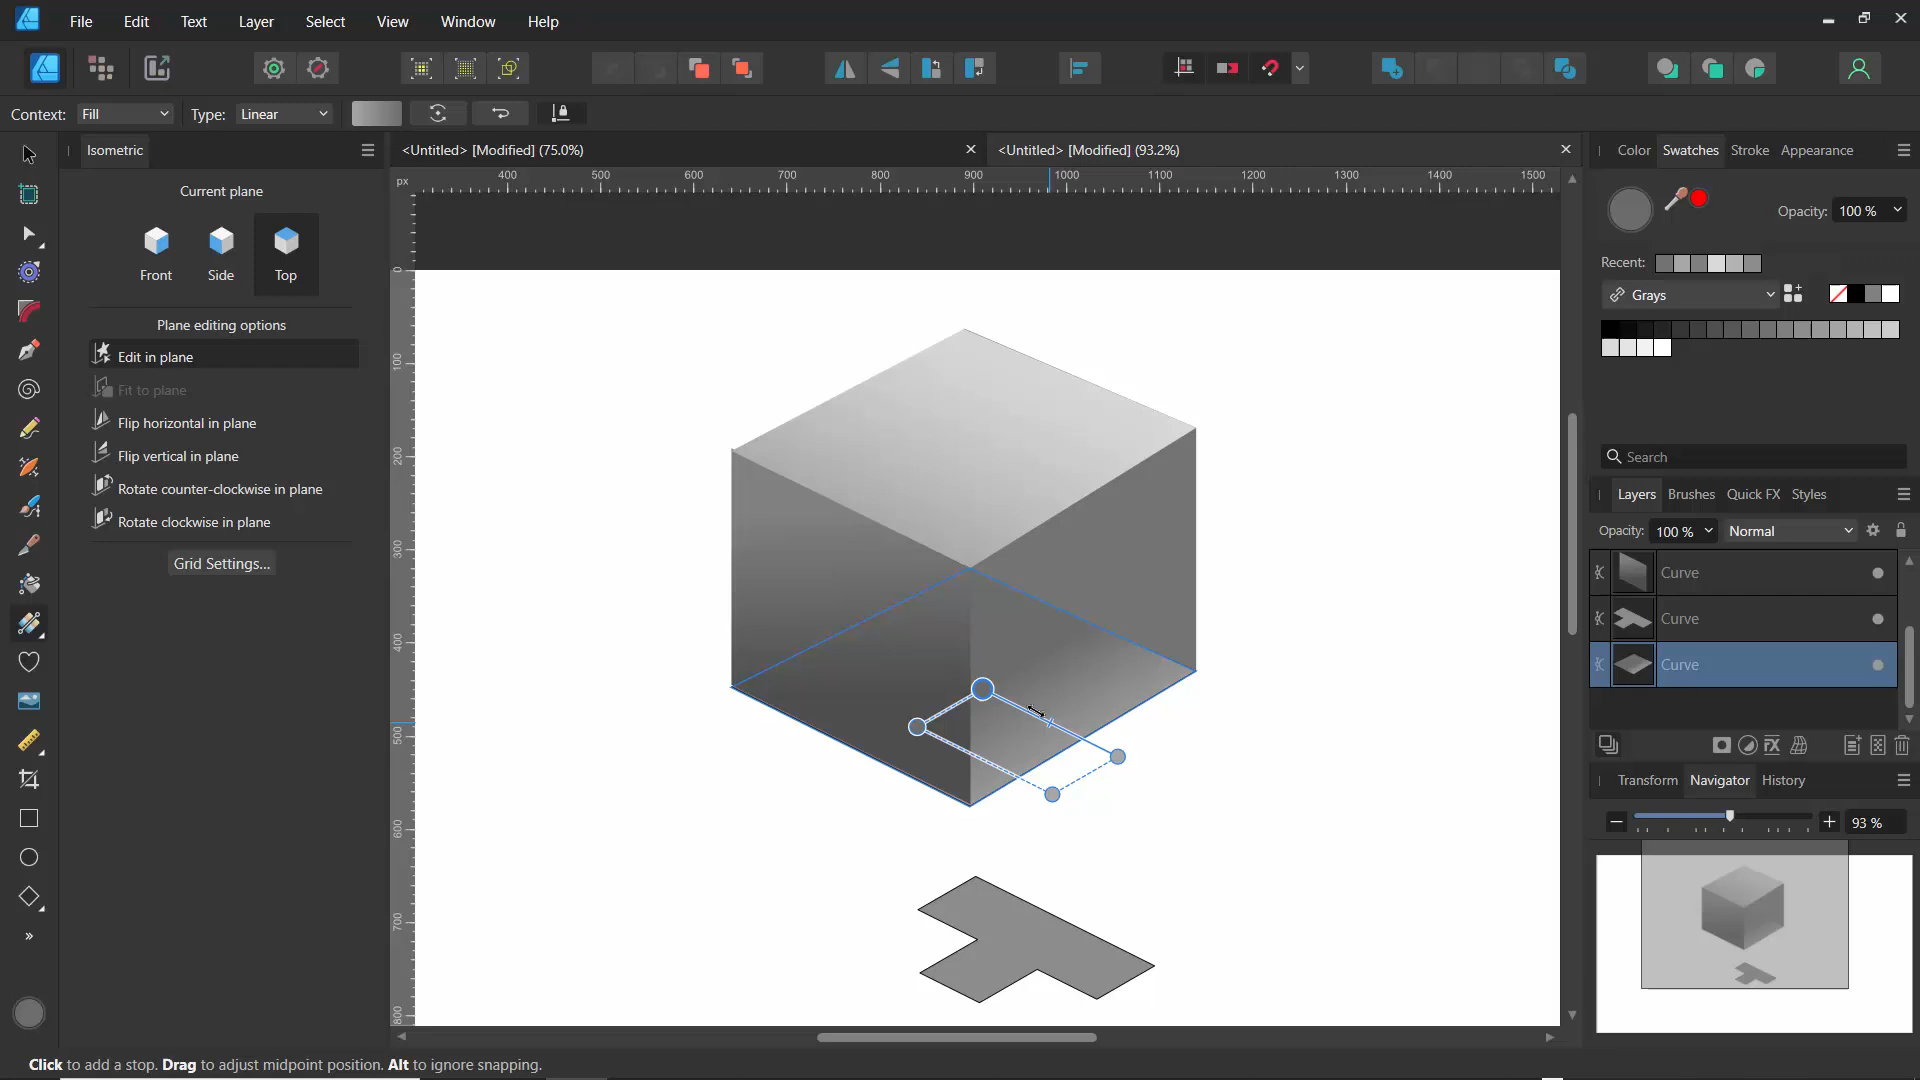 File Edit Text Layer Select View Window Help
Context: Fill Type: Linear
Isometric
<Untitled> [Modified] (75.0%)
<Untitled> [Modified] (93.2%)
Color Swatches Stroke Appearance
px 400 500 600 700 800 900 1000 1100 1200 1300 1400 1500
Current plane
Front Side Top
Opacity: 100 %
Recent:
Grays
Plane editing options
Edit in plane
Fit to plane
Flip horizontal in plane
Flip vertical in plane
Rotate counter-clockwise in plane
Rotate clockwise in plane
Grid Settings...
0
100
200
300
400
500
600
700
800
Search
Layers Brushes Quick FX Styles
Opacity: 100 % Normal
Curve
Curve
Curve
FX
Transform Navigator History
93 %
Click to add a stop. Drag to adjust midpoint position. Alt to ignore snapping.